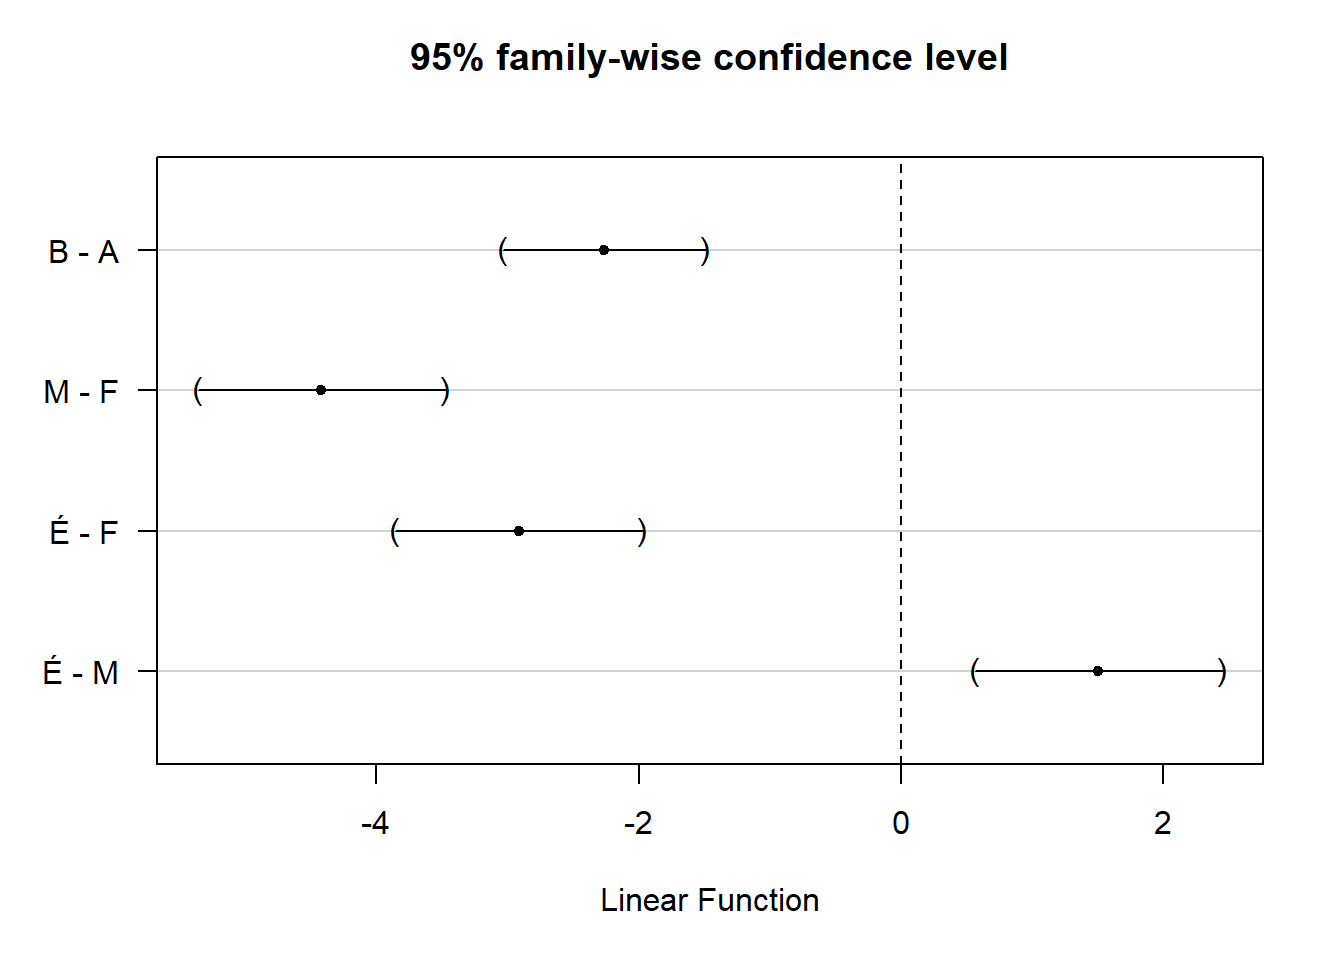 95% family-wise confidence level
B - A
M - F
É - F
É - M
-4 -2 0 2
Linear Function